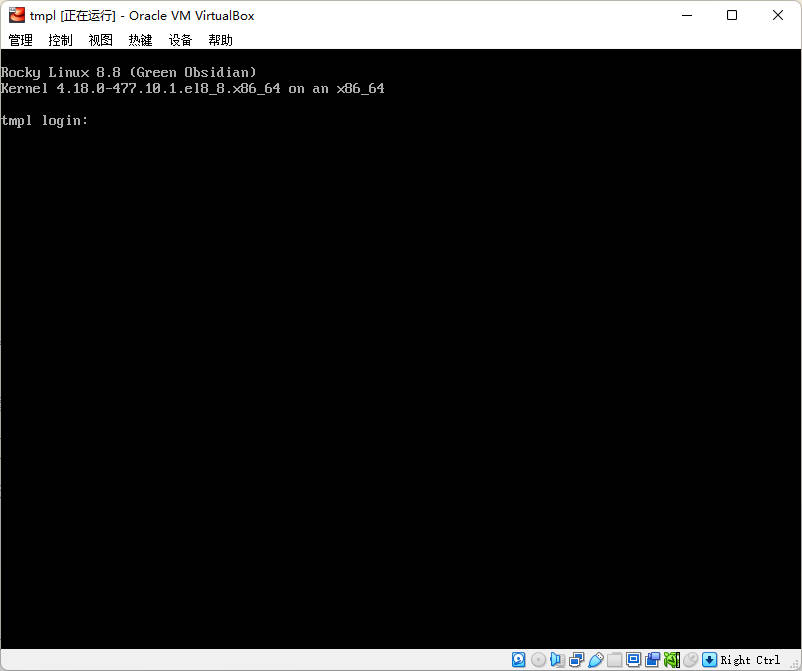 tmpl [正在运行] - Oracle VM VirtualBox
管理 控制 视图 热键 设备 帮助
Rocky Linux 8.8 (Green Obsidian)
Kernel 4.18.0-477.10.1.el8_8.x86_64 on an x86_64
tmpl login:
Right Ctrl